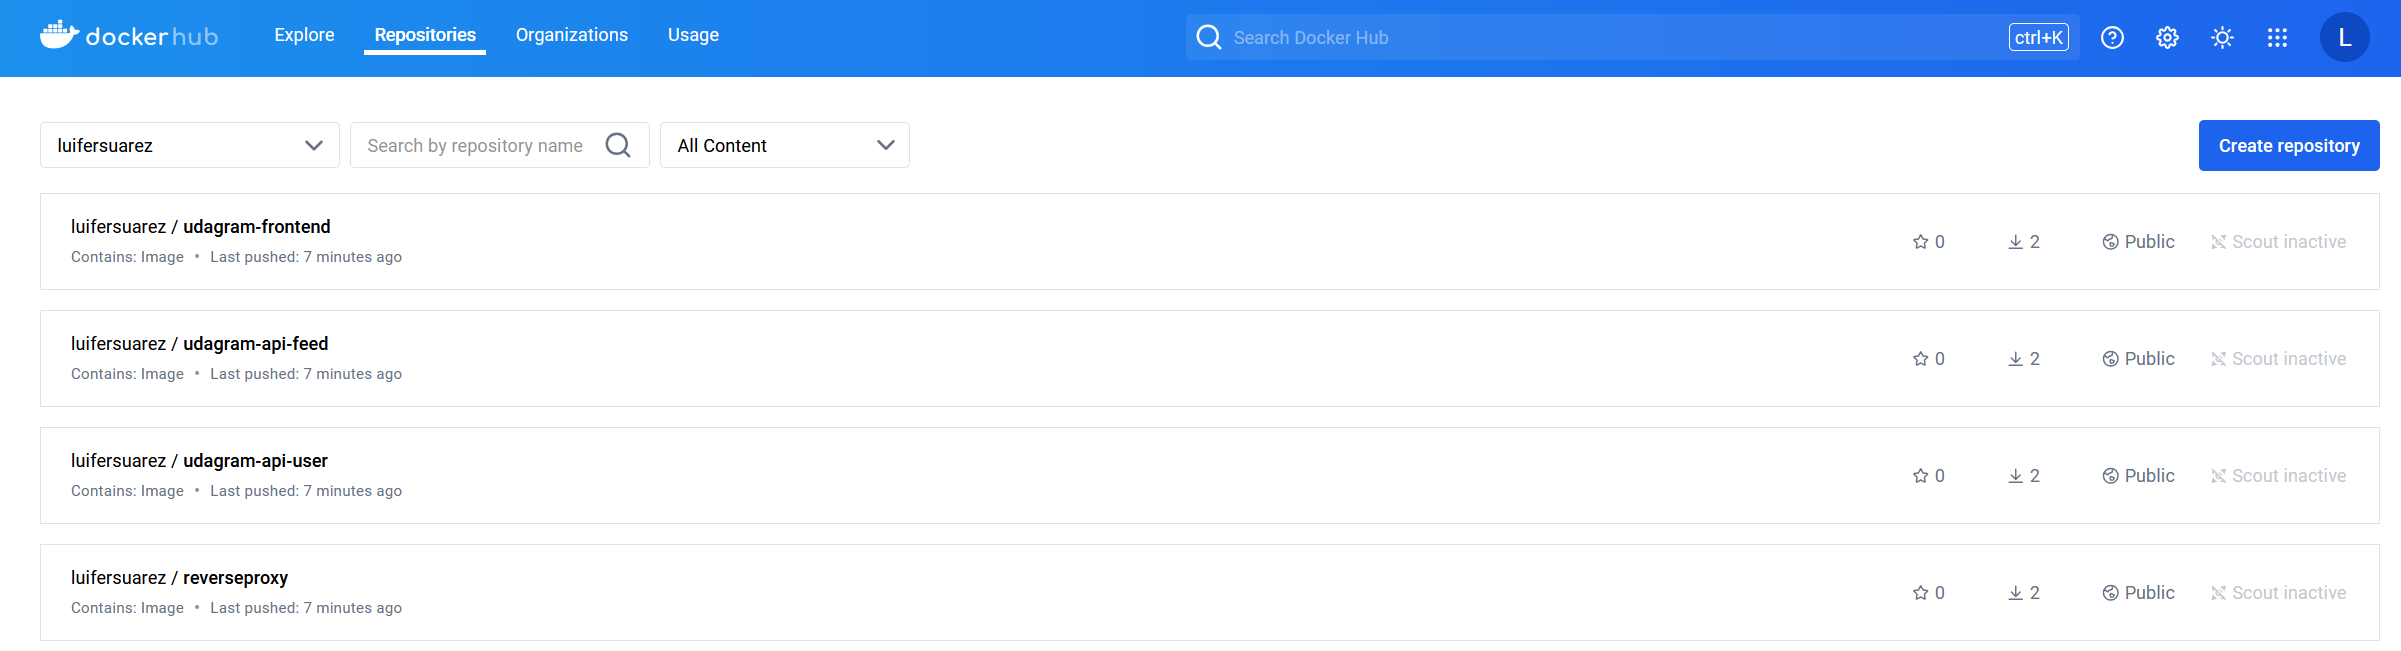 dockerhub Explore Repositories Organizations Usage Search Docker Hub ctrl+K L
luifersuarez Search by repository name All Content Create repository
luifersuarez / udagram-frontend
Contains: Image • Last pushed: 7 minutes ago
0 2 Public Scout inactive
luifersuarez / udagram-api-feed
Contains: Image • Last pushed: 7 minutes ago
0 2 Public Scout inactive
luifersuarez / udagram-api-user
Contains: Image • Last pushed: 7 minutes ago
0 2 Public Scout inactive
luifersuarez / reverseproxy
Contains: Image • Last pushed: 7 minutes ago
0 2 Public Scout inactive